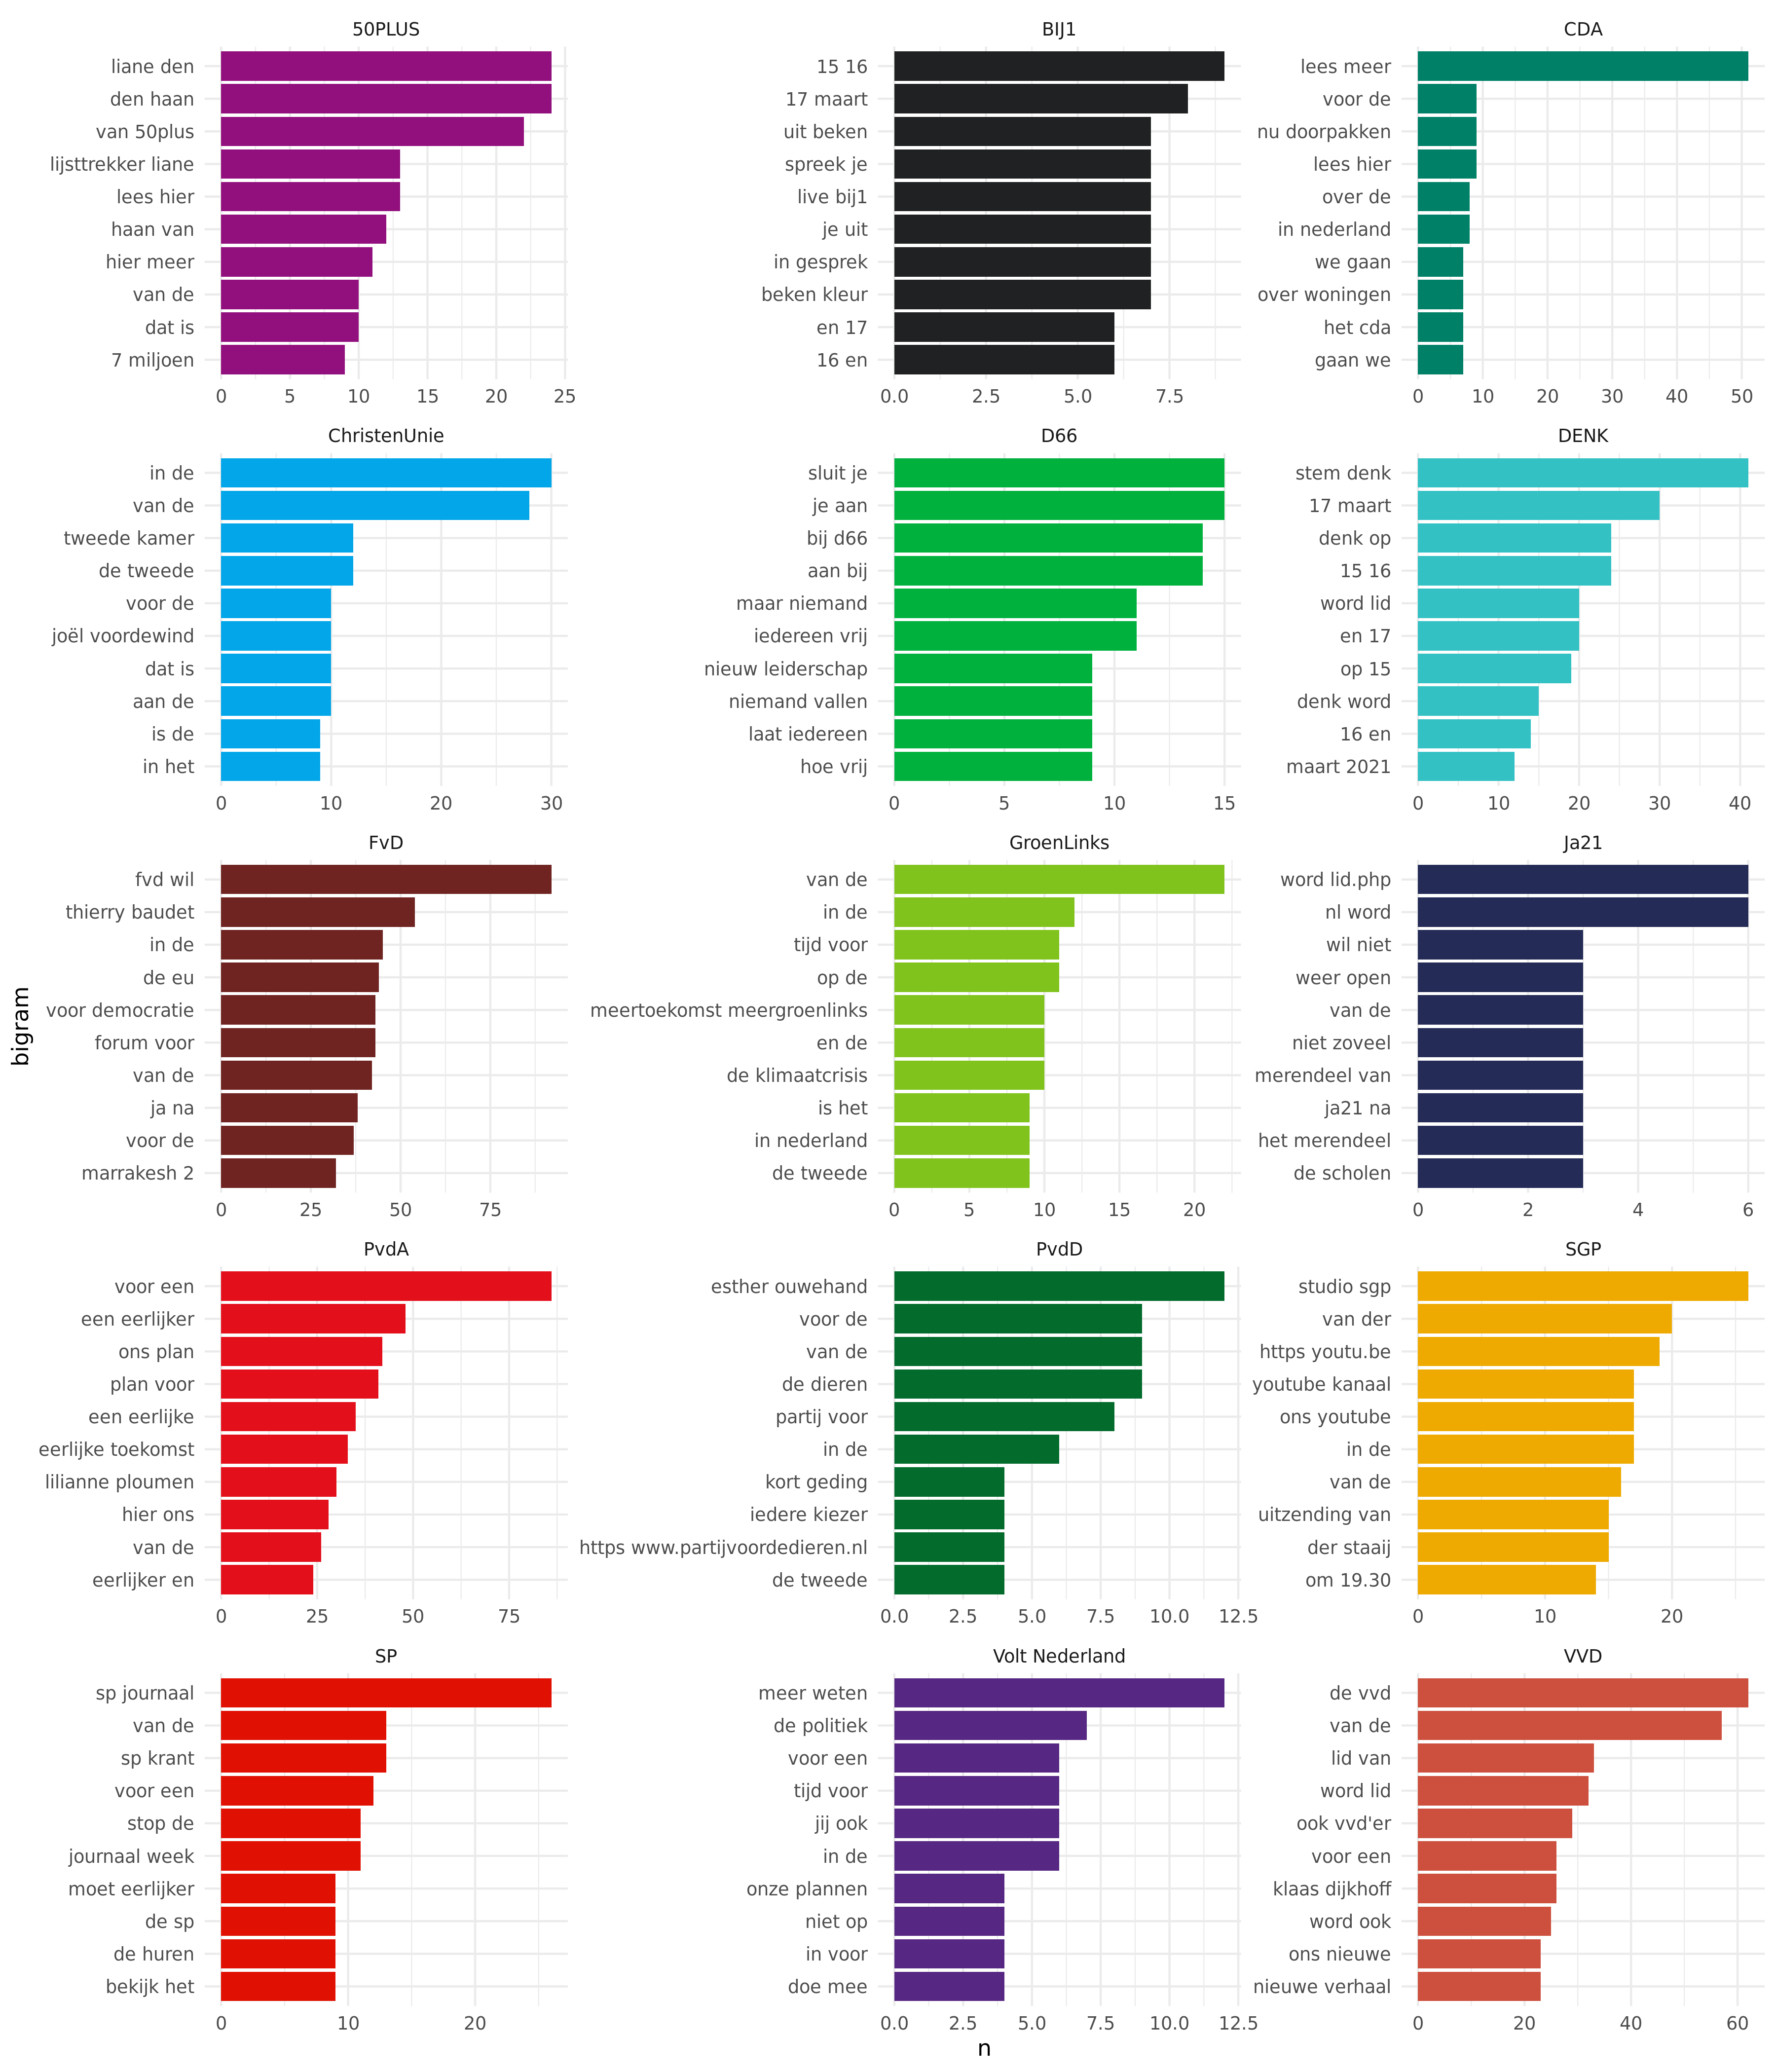 50PLUS
liane den
den haan
van 50plus
lijsttrekker liane
lees hier
haan van
hier meer
van de
dat is
7 miljoen
0 5 10 15 20 25
BIJ1
15 16
17 maart
uit beken
spreek je
live bij1
je uit
in gesprek
beken kleur
en 17
16 en
0.0 2.5 5.0 7.5
CDA
lees meer
voor de
nu doorpakken
lees hier
over de
in nederland
we gaan
over woningen
het cda
gaan we
0 10 20 30 40 50
ChristenUnie
in de
van de
tweede kamer
de tweede
voor de
joël voordewind
dat is
aan de
is de
in het
0 10 20 30
D66
sluit je
je aan
bij d66
aan bij
maar niemand
iedereen vrij
nieuw leiderschap
niemand vallen
laat iedereen
hoe vrij
0 5 10 15
DENK
stem denk
17 maart
denk op
15 16
word lid
en 17
op 15
denk word
16 en
maart 2021
0 10 20 30 40
FvD
fvd wil
thierry baudet
in de
de eu
voor democratie
forum voor
van de
ja na
voor de
marrakesh 2
0 25 50 75
GroenLinks
van de
in de
tijd voor
op de
meertoekomst meergroenlinks
en de
de klimaatcrisis
is het
in nederland
de tweede
0 5 10 15 20
Ja21
word lid.php
nl word
wil niet
weer open
van de
niet zoveel
merendeel van
ja21 na
het merendeel
de scholen
0 2 4 6
PvdA
voor een
een eerlijker
ons plan
plan voor
een eerlijke
eerlijke toekomst
lilianne ploumen
hier ons
van de
eerlijker en
0 25 50 75
PvdD
esther ouwehand
voor de
van de
de dieren
partij voor
in de
kort geding
iedere kiezer
https www.partijvoordedieren.nl
de tweede
0.0 2.5 5.0 7.5 10.0 12.5
SGP
studio sgp
van der
https youtu.be
youtube kanaal
ons youtube
in de
van de
uitzending van
der staaij
om 19.30
0 10 20
SP
sp journaal
van de
sp krant
voor een
stop de
journaal week
moet eerlijker
de sp
de huren
bekijk het
0 10 20
Volt Nederland
meer weten
de politiek
voor een
tijd voor
jij ook
in de
onze plannen
niet op
in voor
doe mee
0.0 2.5 5.0 7.5 10.0 12.5
VVD
de vvd
van de
lid van
word lid
ook vvd'er
voor een
klaas dijkhoff
word ook
ons nieuwe
nieuwe verhaal
0 20 40 60
bigram
n